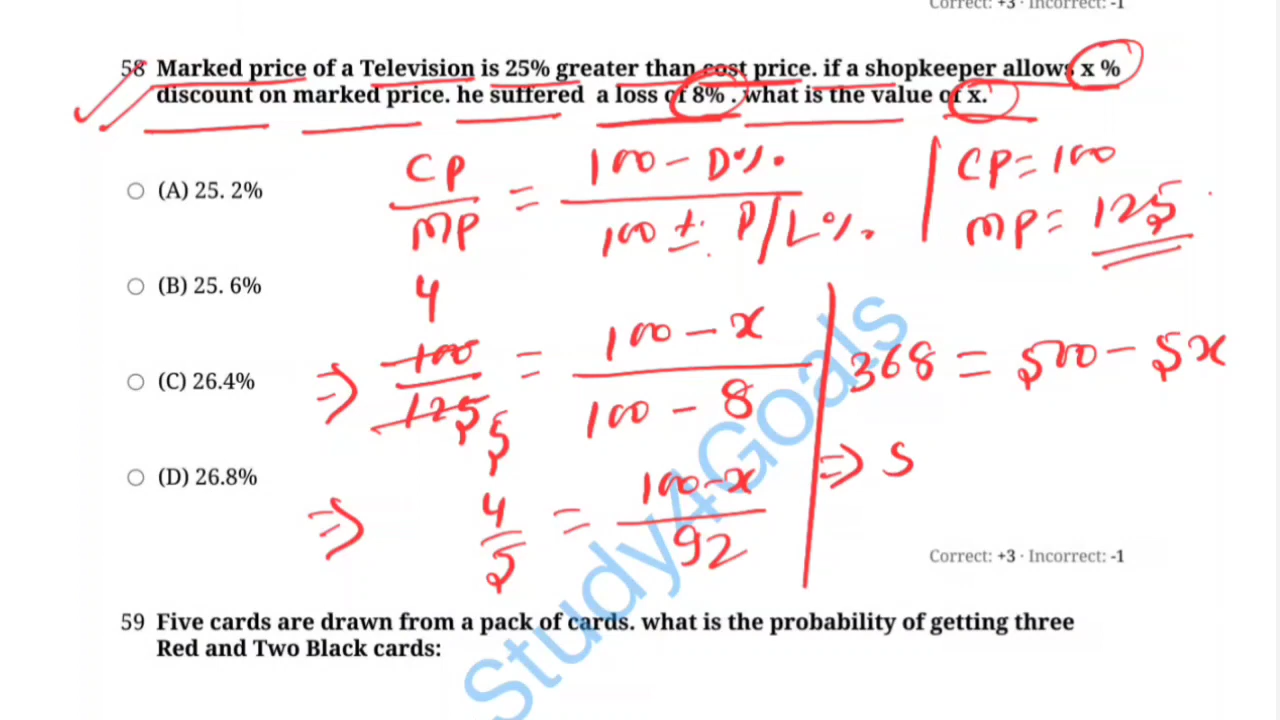 Correct: +3 · Incorrect: -1
58 Marked price of a Television is 25% greater than cost price. if a shopkeeper allows x %
discount on marked price. he suffered a loss of 8% . what is the value of x.
CP/MP = 100 - D%/100 ± P/L%
CP = 100
MP = 125
(A) 25. 2%
(B) 25. 6%
(C) 26.4%
(D) 26.8%
4
⇒ 100/125 = 100 - x/100 - 8
5
368 = 500 - 5x
⇒ 5
⇒ 4/5 = 100-x/92
Study4Goals
Correct: +3 · Incorrect: -1
59 Five cards are drawn from a pack of cards. what is the probability of getting three
Red and Two Black cards: